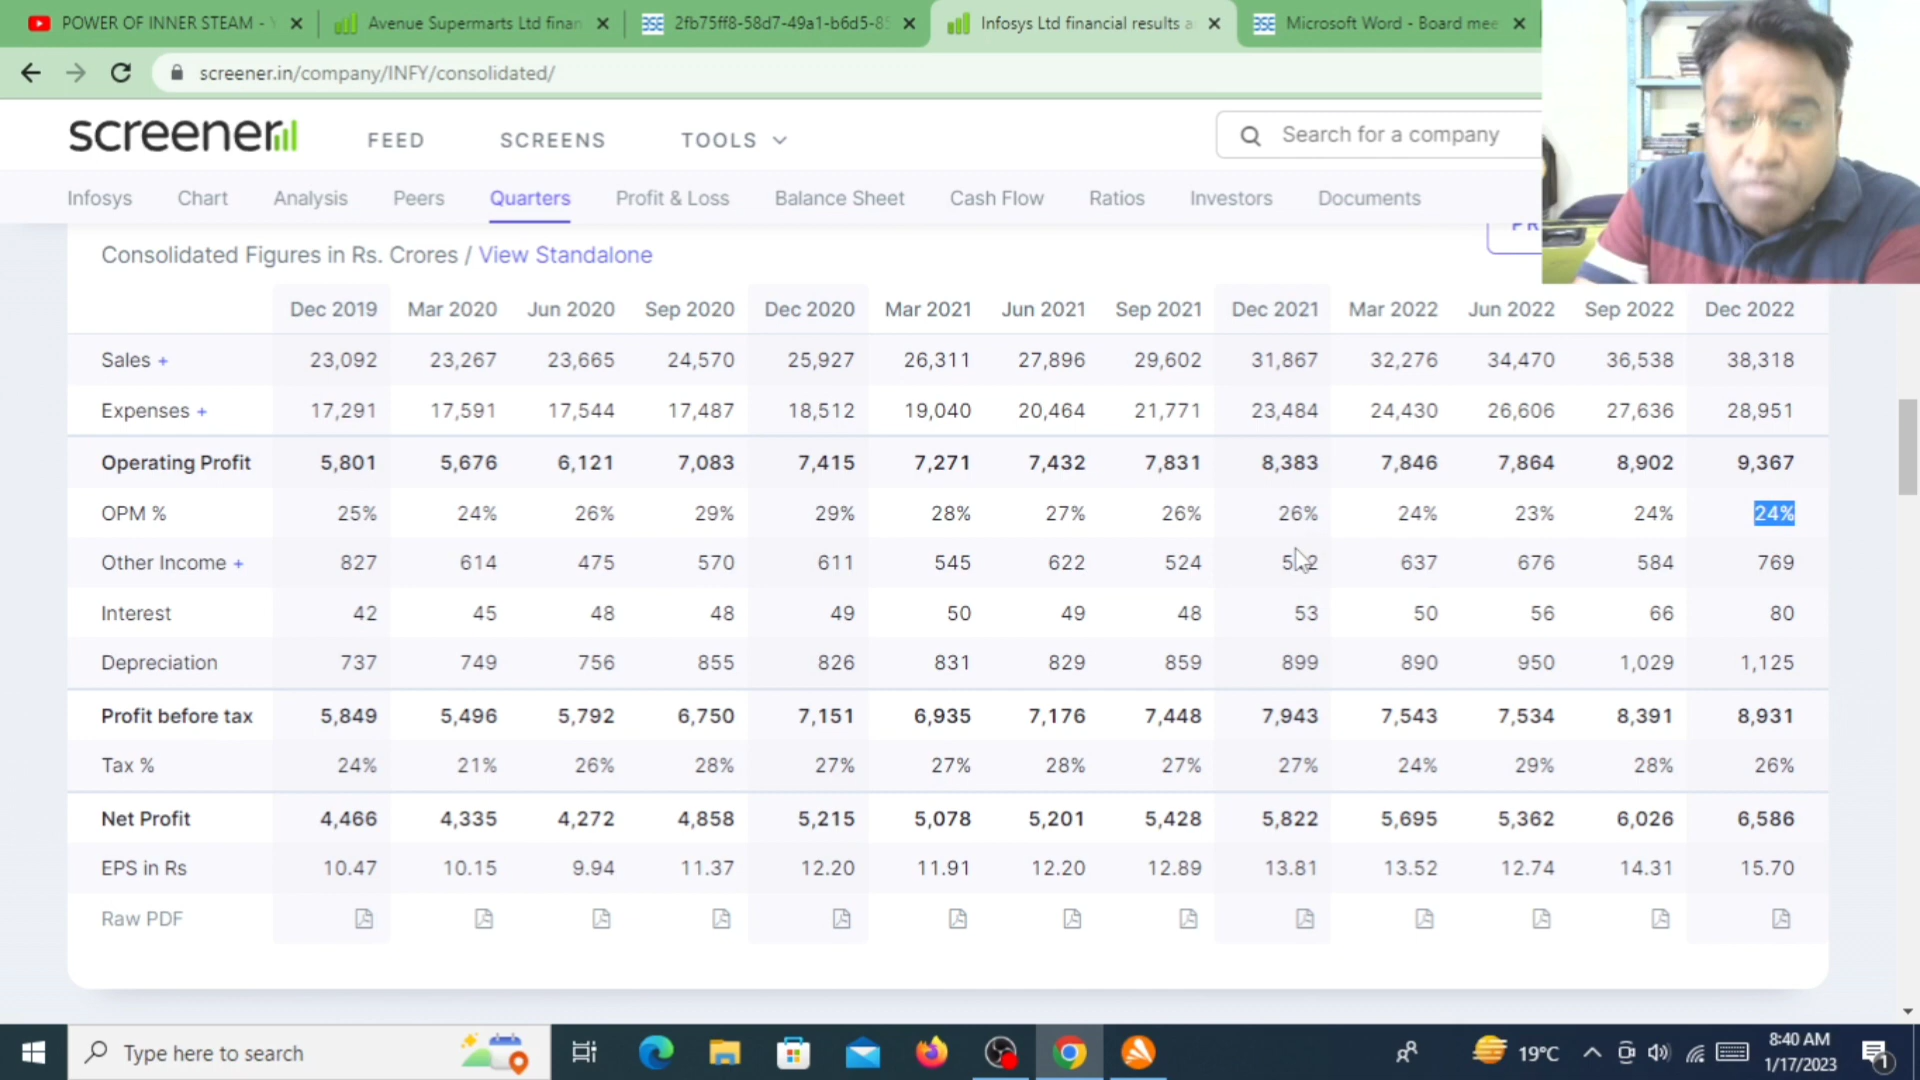 POWER OF INNER STEAM - Y
Avenue Supermarts Ltd finan
BSE 2fb75ff8-58d7-49a1-b6d5-85
Infosys Ltd financial results a
BSE Microsoft Word - Board mee
screener.in/company/INFY/consolidated/
screener FEED SCREENS TOOLS Search for a company
Infosys Chart Analysis Peers Quarters Profit & Loss Balance Sheet Cash Flow Ratios Investors Documents
Consolidated Figures in Rs. Crores / View Standalone
Dec 2019 Mar 2020 Jun 2020 Sep 2020 Dec 2020 Mar 2021 Jun 2021 Sep 2021 Dec 2021 Mar 2022 Jun 2022 Sep 2022 Dec 2022
Sales + 23,092 23,267 23,665 24,570 25,927 26,311 27,896 29,602 31,867 32,276 34,470 36,538 38,318
Expenses + 17,291 17,591 17,544 17,487 18,512 19,040 20,464 21,771 23,484 24,430 26,606 27,636 28,951
Operating Profit 5,801 5,676 6,121 7,083 7,415 7,271 7,432 7,831 8,383 7,846 7,864 8,902 9,367
OPM % 25% 24% 26% 29% 29% 28% 27% 26% 26% 24% 23% 24% 24%
Other Income + 827 614 475 570 611 545 622 524 637 676 584 769
Interest 42 45 48 48 49 50 49 48 53 50 56 66 80
Depreciation 737 749 756 855 826 831 829 859 899 890 950 1,029 1,125
Profit before tax 5,849 5,496 5,792 6,750 7,151 6,935 7,176 7,448 7,943 7,543 7,534 8,391 8,931
Tax % 24% 21% 26% 28% 27% 27% 28% 27% 27% 24% 29% 28% 26%
Net Profit 4,466 4,335 4,272 4,858 5,215 5,078 5,201 5,428 5,822 5,695 5,362 6,026 6,586
EPS in Rs 10.47 10.15 9.94 11.37 12.20 11.91 12.20 12.89 13.81 13.52 12.74 14.31 15.70
Raw PDF
Type here to search 19°C 8:40 AM
1/17/2023 1